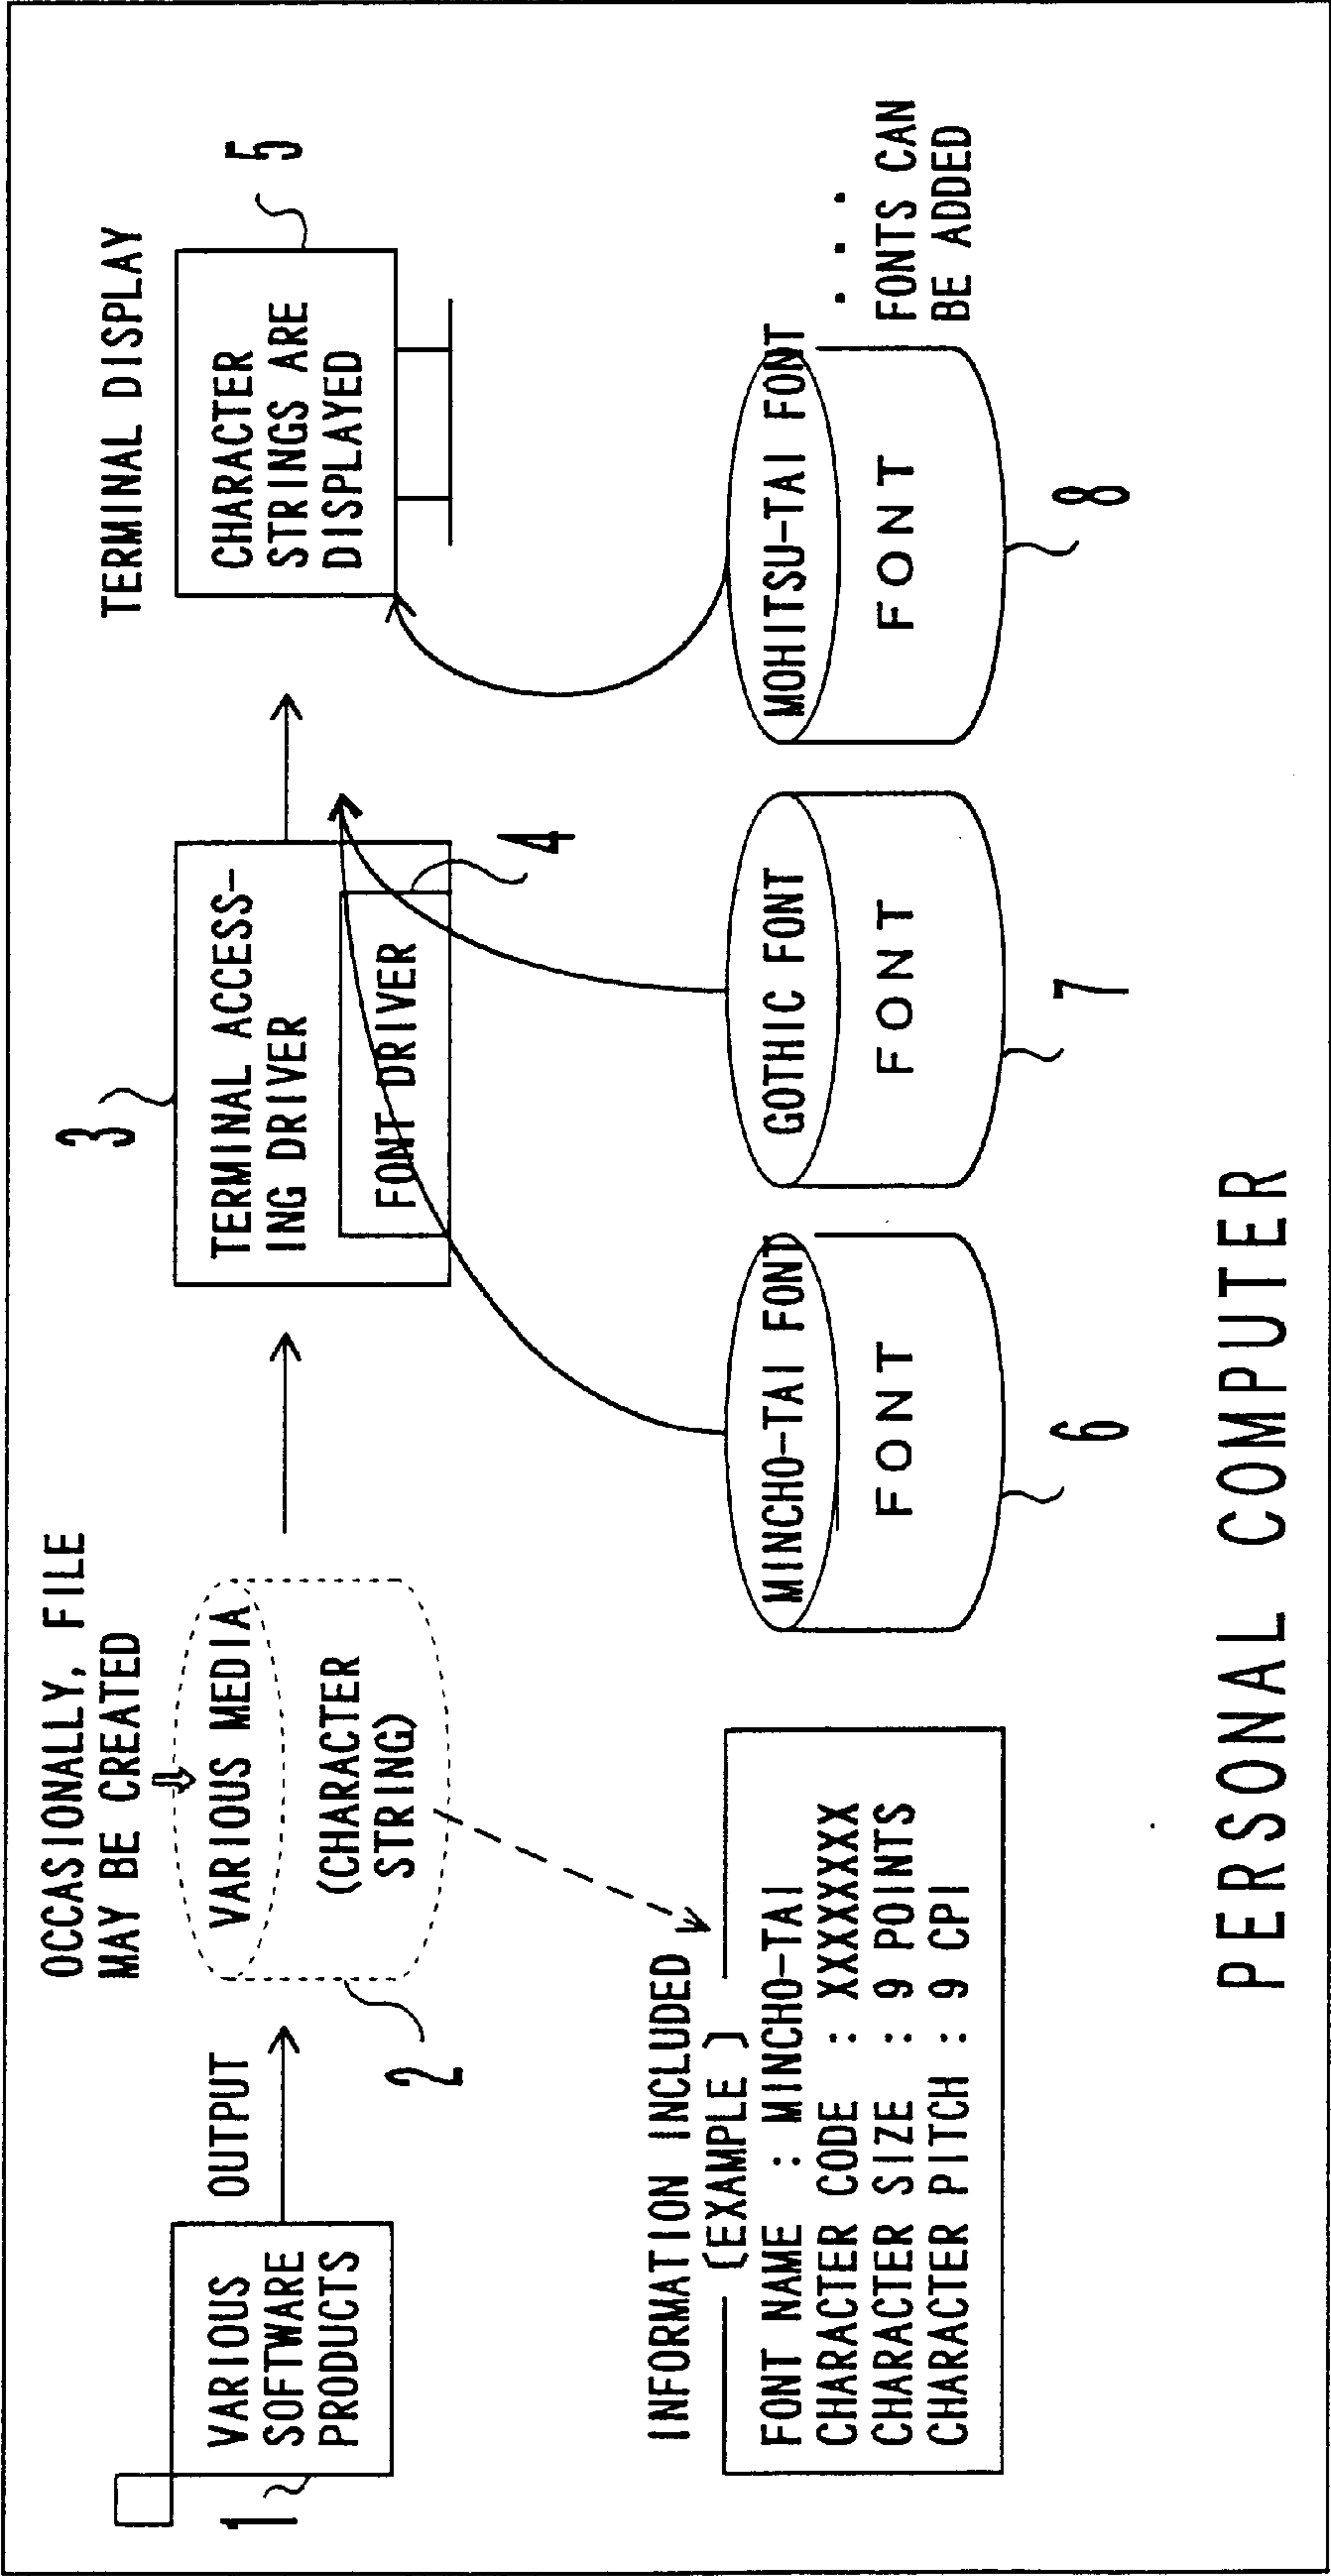 OCCASIONALLY, FILE
MAY BE CREATED
TERMINAL DISPLAY
1
VARIOUS
SOFTWARE
PRODUCTS
OUTPUT
2
VARIOUS MEDIA
(CHARACTER
STRING)
3
TERMINAL ACCESS-
ING DRIVER
FONT DRIVER
4
5
CHARACTER
STRINGS ARE
DISPLAYED
INFORMATION INCLUDED
(EXAMPLE )
FONT NAME : MINCHO-TAI
CHARACTER CODE : XXXXXXXX
CHARACTER SIZE : 9 POINTS
CHARACTER PITCH : 9 CPI
MINCHO-TAI FONT
FONT
6
GOTHIC FONT
FONT
7
MOHITSU-TAI FONT
FONT
8
. . .
FONTS CAN
BE ADDED
PERSONAL COMPUTER